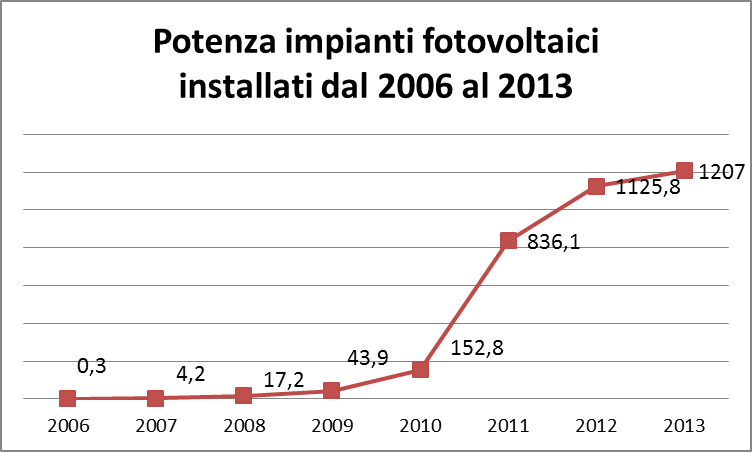 Potenza impianti fotovoltaici
installati dal 2006 al 2013
0,3
4,2
17,2
43,9
152,8
836,1
1125,8
1207
2006 2007 2008 2009 2010 2011 2012 2013